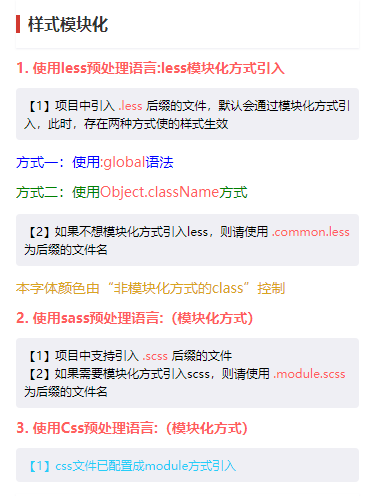 样式模块化
1. 使用less预处理语言:less模块化方式引入
【1】项目中引入 .less 后缀的文件，默认会通过模块化方式引
入，此时，存在两种方式使的样式生效
方式一：使用:global语法
方式二：使用Object.className方式
【2】如果不想模块化方式引入less，则请使用 .common.less
为后缀的文件名
本字体颜色由“非模块化方式的class”控制
2. 使用sass预处理语言:（模块化方式）
【1】项目中支持引入 .scss 后缀的文件
【2】如果需要模块化方式引入scss，则请使用 .module.scss
为后缀的文件名
3. 使用Css预处理语言:（模块化方式）
【1】css文件已配置成module方式引入